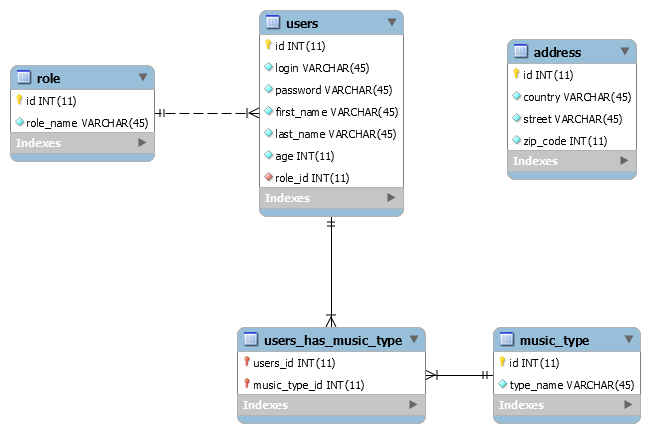 role
id INT(11)
role_name VARCHAR(45)
Indexes
users
id INT(11)
login VARCHAR(45)
password VARCHAR(45)
first_name VARCHAR(45)
last_name VARCHAR(45)
age INT(11)
role_id INT(11)
Indexes
address
id INT(11)
country VARCHAR(45)
street VARCHAR(45)
zip_code INT(11)
Indexes
users_has_music_type
users_id INT(11)
music_type_id INT(11)
Indexes
music_type
id INT(11)
type_name VARCHAR(45)
Indexes